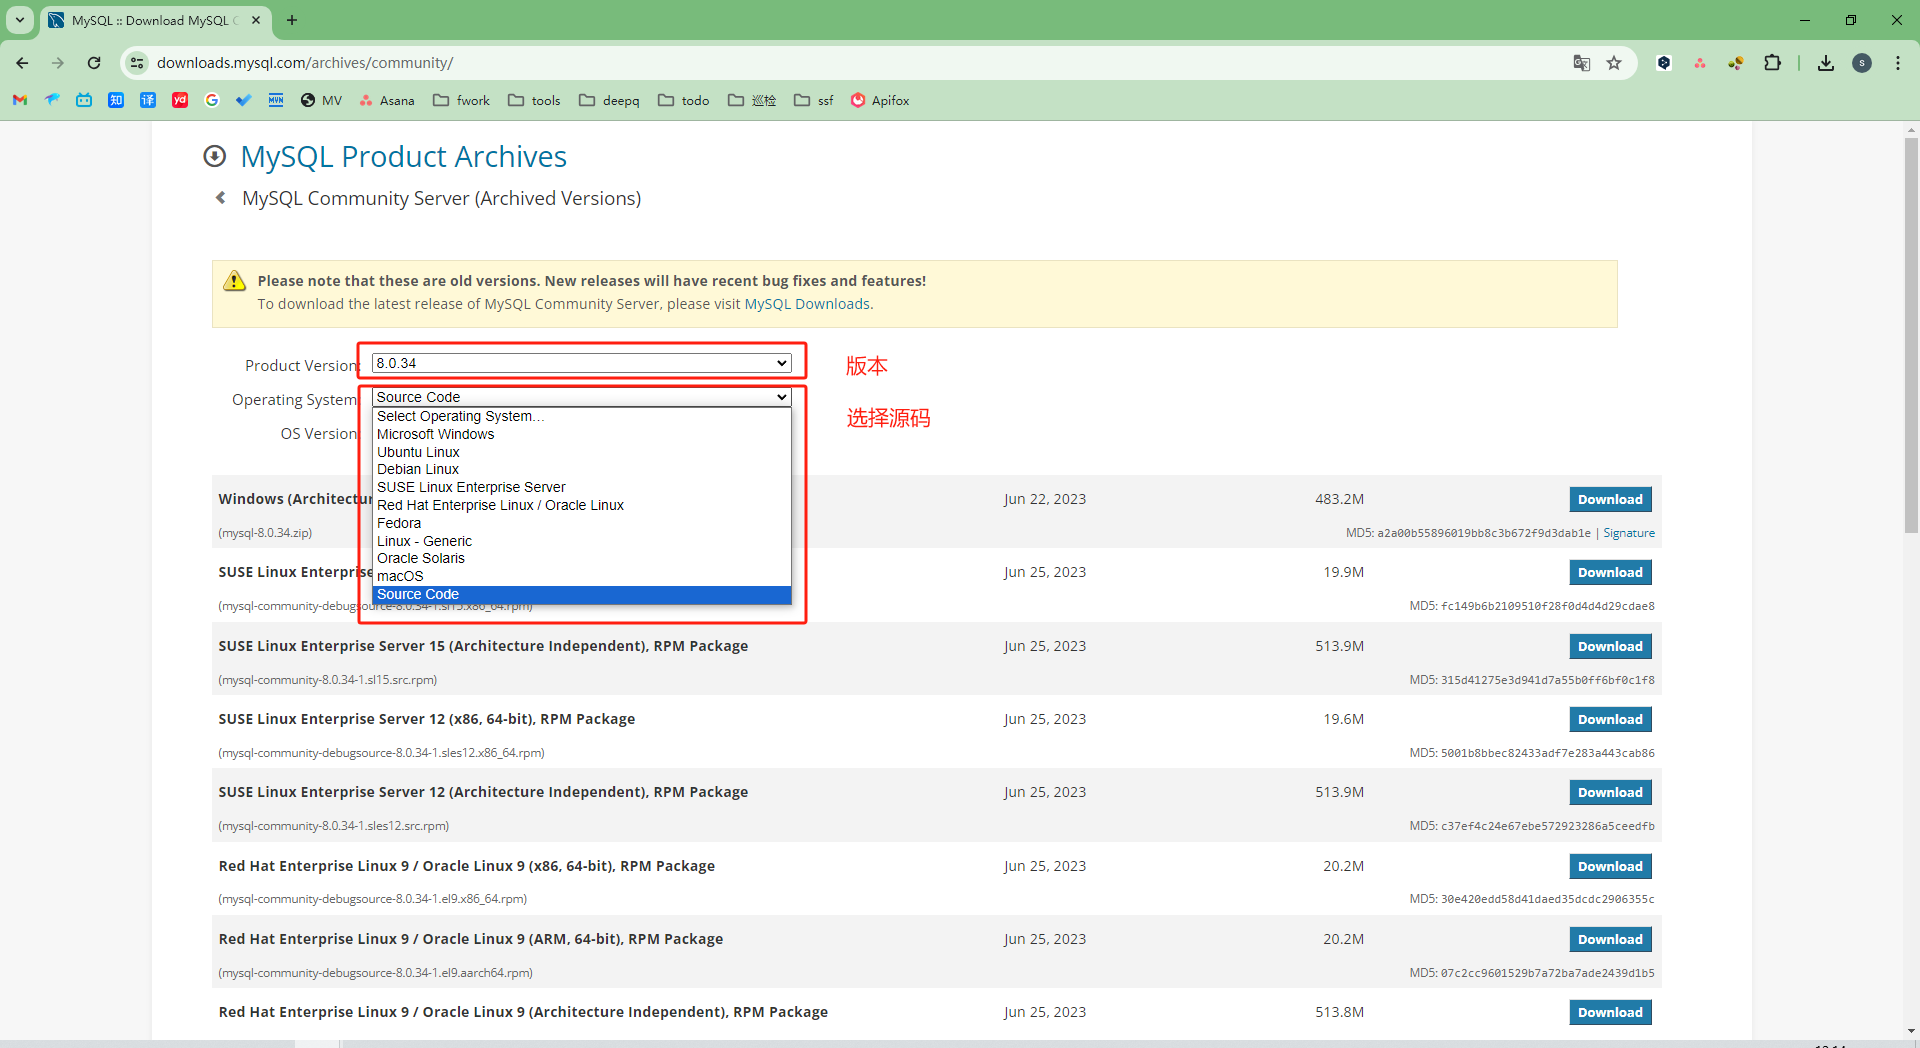 MySQL :: Download MySQL C
downloads.mysql.com/archives/community/
知 译 yd MVN MV Asana fwork tools deepq todo 巡检 ssf Apifox
MySQL Product Archives
MySQL Community Server (Archived Versions)
Please note that these are old versions. New releases will have recent bug fixes and features!
To download the latest release of MySQL Community Server, please visit MySQL Downloads.
Product Version: 8.0.34 版本
Operating System Source Code
选择源码
OS Version
Select Operating System…
Microsoft Windows
Ubuntu Linux
Debian Linux
SUSE Linux Enterprise Server
Red Hat Enterprise Linux / Oracle Linux
Fedora
Linux - Generic
Oracle Solaris
macOS
Source Code
Windows (Architectur Jun 22, 2023 483.2M Download
(mysql-8.0.34.zip) MD5: a2a00b55896019bb8c3b672f9d3dab1e | Signature
SUSE Linux Enterprise Jun 25, 2023 19.9M Download
(mysql-community-debugsource-8.0.34-1.sl15.x86_64.rpm) MD5: fc149b6b2109510f28f0d4d4d29cdae8
SUSE Linux Enterprise Server 15 (Architecture Independent), RPM Package Jun 25, 2023 513.9M Download
(mysql-community-8.0.34-1.sl15.src.rpm) MD5: 315d41275e3d941d7a55b0ff6bf0c1f8
SUSE Linux Enterprise Server 12 (x86, 64-bit), RPM Package Jun 25, 2023 19.6M Download
(mysql-community-debugsource-8.0.34-1.sles12.x86_64.rpm) MD5: 5001b8bbec82433adf7e283a443cab86
SUSE Linux Enterprise Server 12 (Architecture Independent), RPM Package Jun 25, 2023 513.9M Download
(mysql-community-8.0.34-1.sles12.src.rpm) MD5: c37ef4c24e67ebe572923286a5ceedfb
Red Hat Enterprise Linux 9 / Oracle Linux 9 (x86, 64-bit), RPM Package Jun 25, 2023 20.2M Download
(mysql-community-debugsource-8.0.34-1.el9.x86_64.rpm) MD5: 30e420edd58d41daed35dcdc2906355c
Red Hat Enterprise Linux 9 / Oracle Linux 9 (ARM, 64-bit), RPM Package Jun 25, 2023 20.2M Download
(mysql-community-debugsource-8.0.34-1.el9.aarch64.rpm) MD5: 07c2cc9601529b7a72ba7ade2439d1b5
Red Hat Enterprise Linux 9 / Oracle Linux 9 (Architecture Independent), RPM Package Jun 25, 2023 513.8M Download